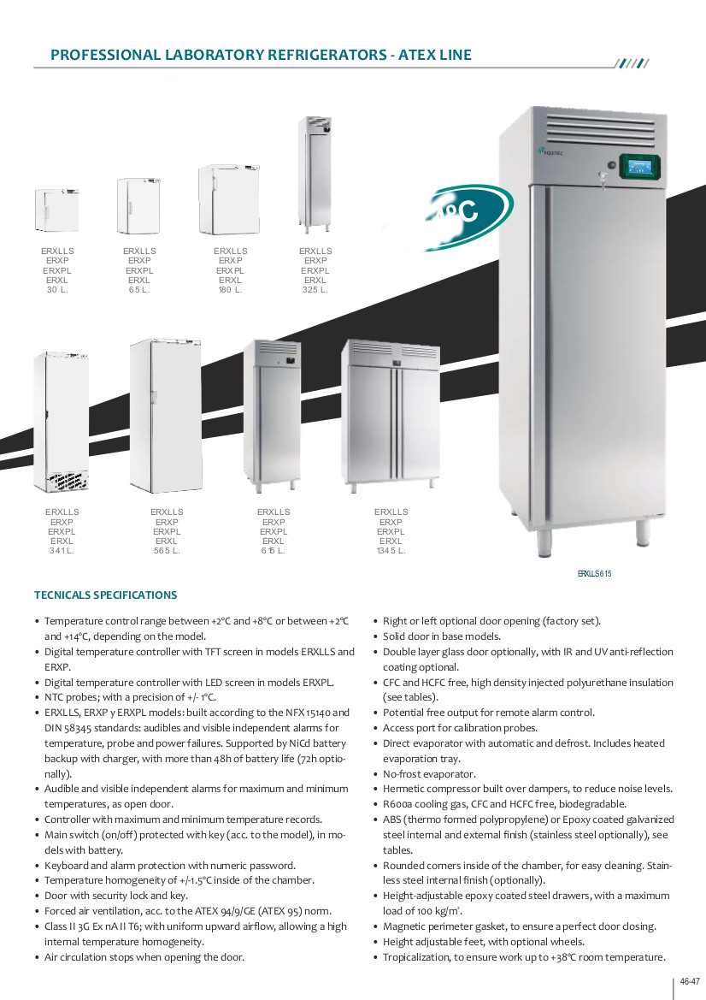 PROFESSIONAL LABORATORY REFRIGERATORS - ATEX LINE
EQUITEC
ºC
ERXLLS
ERXP
ERXPL
ERXL
30 L.
ERXLLS
ERXP
ERXPL
ERXL
65 L.
ERXLLS
ERXP
ERXPL
ERXL
180 L.
ERXLLS
ERXP
ERXPL
ERXL
325 L.
ERXLLS
ERXP
ERXPL
ERXL
341 L.
ERXLLS
ERXP
ERXPL
ERXL
565 L.
ERXLLS
ERXP
ERXPL
ERXL
615 L.
ERXLLS
ERXP
ERXPL
ERXL
1345 L.
ERXLLS615
TECNICALS SPECIFICATIONS
• Temperature control range between +2°C and +8°C or between +2°C
and +14°C, depending on the model.
• Digital temperature controller with TFT screen in models ERXLLS and
ERXP.
• Digital temperature controller with LED screen in models ERXPL.
• NTC probes; with a precision of +/- 1°C.
• ERXLLS, ERXP y ERXPL models: built according to the NFX 15140 and
DIN 58345 standards: audibles and visible independent alarms for
temperature, probe and power failures. Supported by NiCd battery
backup with charger, with more than 48h of battery life (72h optio-
nally).
• Audible and visible independent alarms for maximum and minimum
temperatures, as open door.
• Controller with maximum and minimum temperature records.
• Main switch (on/off) protected with key (acc. to the model), in mo-
dels with battery.
• Keyboard and alarm protection with numeric password.
• Temperature homogeneity of +/-1.5°C inside of the chamber.
• Door with security lock and key.
• Forced air ventilation, acc. to the ATEX 94/9/GE (ATEX 95) norm.
• Class II 3G Ex nA II T6; with uniform upward airflow, allowing a high
internal temperature homogeneity.
• Air circulation stops when opening the door.
• Right or left optional door opening (factory set).
• Solid door in base models.
• Double layer glass door optionally, with IR and UV anti-reflection
coating optional.
• CFC and HCFC free, high density injected polyurethane insulation
(see tables).
• Potential free output for remote alarm control.
• Access port for calibration probes.
• Direct evaporator with automatic and defrost. Includes heated
evaporation tray.
• No-frost evaporator.
• Hermetic compressor built over dampers, to reduce noise levels.
• R600a cooling gas, CFC and HCFC free, biodegradable.
• ABS (thermo formed polypropylene) or Epoxy coated galvanized
steel internal and external finish (stainless steel optionally), see
tables.
• Rounded corners inside of the chamber, for easy cleaning. Stain-
less steel internal finish (optionally).
• Height-adjustable epoxy coated steel drawers, with a maximum
load of 100 kg/m².
• Magnetic perimeter gasket, to ensure a perfect door closing.
• Height adjustable feet, with optional wheels.
• Tropicalization, to ensure work up to +38°C room temperature.
46-47